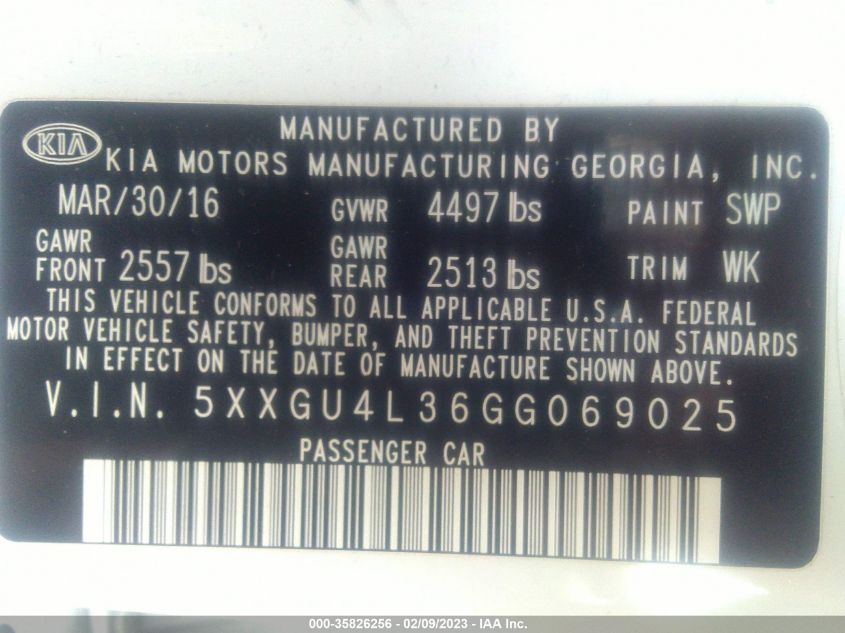 MANUFACTURED BY
KIA KIA MOTORS MANUFACTURING GEORGIA, INC.
MAR/30/16 GVWR 4497 lbs PAINT SWP
GAWR FRONT 2557 lbs GAWR REAR 2513 lbs TRIM WK
THIS VEHICLE CONFORMS TO ALL APPLICABLE U.S.A. FEDERAL
MOTOR VEHICLE SAFETY, BUMPER, AND THEFT PREVENTION STANDARDS
IN EFFECT ON THE DATE OF MANUFACTURE SHOWN ABOVE.
V.I.N. 5XXGU4L36GG069025
PASSENGER CAR
000-35826256 - 02/09/2023 - IAA Inc.